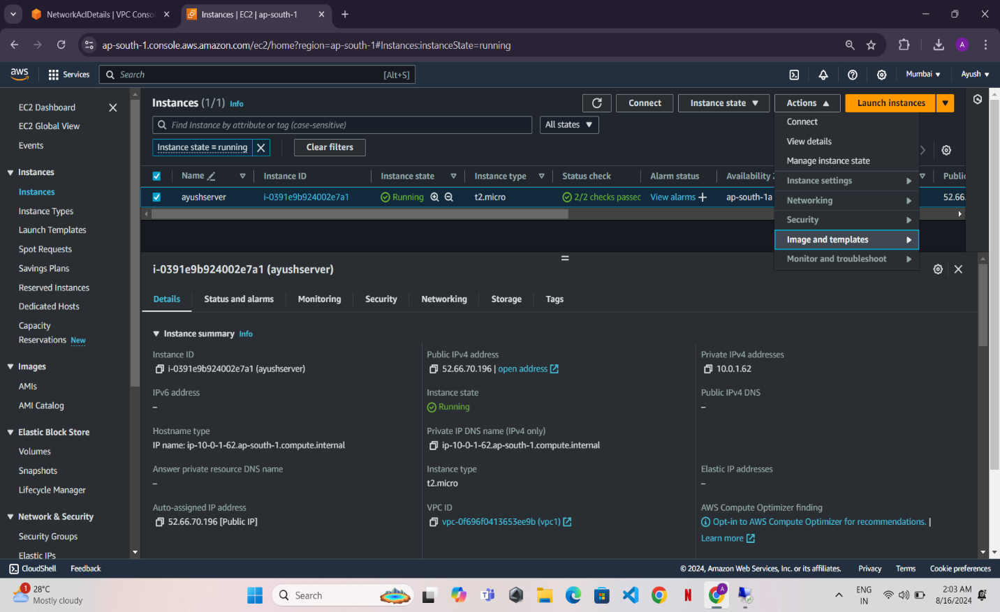 NetworkAclDetails | VPC Conso
Instances | EC2 | ap-south-1
ap-south-1.console.aws.amazon.com/ec2/home?region=ap-south-1#Instances:instanceState=running
A
aws
Services
Search
[Alt+S]
Mumbai
Ayush
EC2 Dashboard
EC2 Global View
Events
Instances
Instances
Instance Types
Launch Templates
Spot Requests
Savings Plans
Reserved Instances
Dedicated Hosts
Capacity
Reservations New
Images
AMIs
AMI Catalog
Elastic Block Store
Volumes
Snapshots
Lifecycle Manager
Network & Security
Security Groups
Elastic IPs
Instances (1/1) Info
Connect
Instance state
Actions
Launch instances
Find Instance by attribute or tag (case-sensitive)
All states
Instance state = running
Clear filters
Connect
View details
Manage instance state
Instance settings
Networking
Security
Image and templates
Monitor and troubleshoot
Name
Instance ID
Instance state
Instance type
Status check
Alarm status
Availability
Public
ayushserver
i-0391e9b924002e7a1
Running
t2.micro
2/2 checks passec
View alarms
ap-south-1a
52.66.
i-0391e9b924002e7a1 (ayushserver)
Details
Status and alarms
Monitoring
Security
Networking
Storage
Tags
Instance summary Info
Instance ID
i-0391e9b924002e7a1 (ayushserver)
Public IPv4 address
52.66.70.196 | open address
Private IPv4 addresses
10.0.1.62
IPv6 address
–
Instance state
Running
Public IPv4 DNS
–
Hostname type
IP name: ip-10-0-1-62.ap-south-1.compute.internal
Private IP DNS name (IPv4 only)
ip-10-0-1-62.ap-south-1.compute.internal
Answer private resource DNS name
–
Instance type
t2.micro
Elastic IP addresses
–
Auto-assigned IP address
52.66.70.196 [Public IP]
VPC ID
vpc-0f696f0413653ee9b (vpc1)
AWS Compute Optimizer finding
Opt-in to AWS Compute Optimizer for recommendations. |
Learn more
CloudShell
Feedback
© 2024, Amazon Web Services, Inc. or its affiliates.
Privacy
Terms
Cookie preferences
1
28°C
Mostly cloudy
Search
A
ENG
IN
2:03 AM
8/16/2024